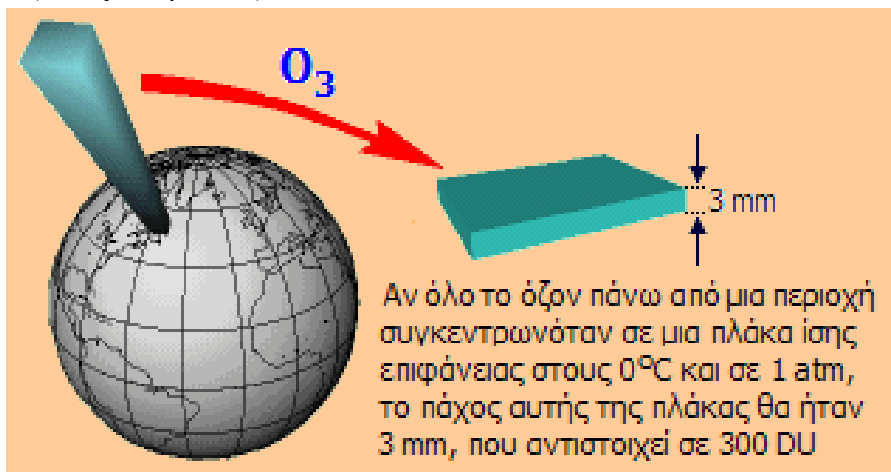 O3
3 mm
Αν όλο το όζον πάνω από μια περιοχή
συγκεντρωνόταν σε μια πλάκα ίσης
επιφάνειας στους 0°C και σε 1 atm,
το πάχος αυτής της πλάκας θα ήταν
3 mm, που αντιστοιχεί σε 300 DU